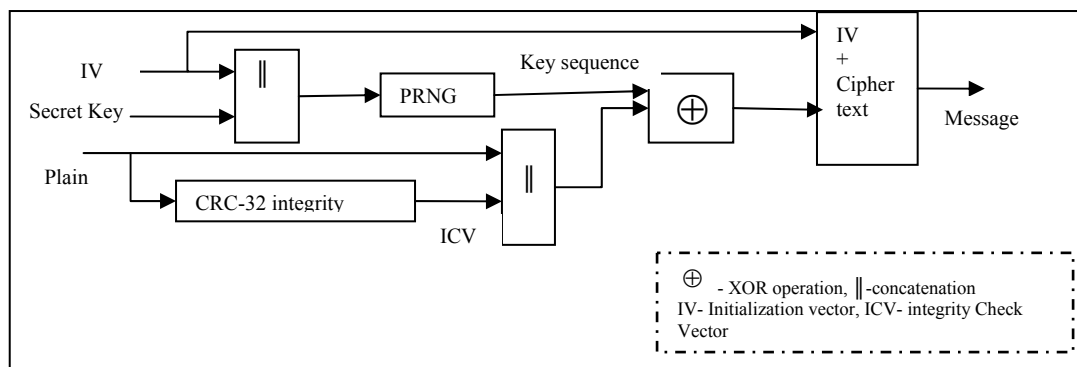 IV
Secret Key
Plain
||
PRNG
Key sequence
CRC-32 integrity
ICV
||
⊕
IV
+
Cipher
text
Message
⊕ - XOR operation, ||-concatenation
IV- Initialization vector, ICV- integrity Check
Vector